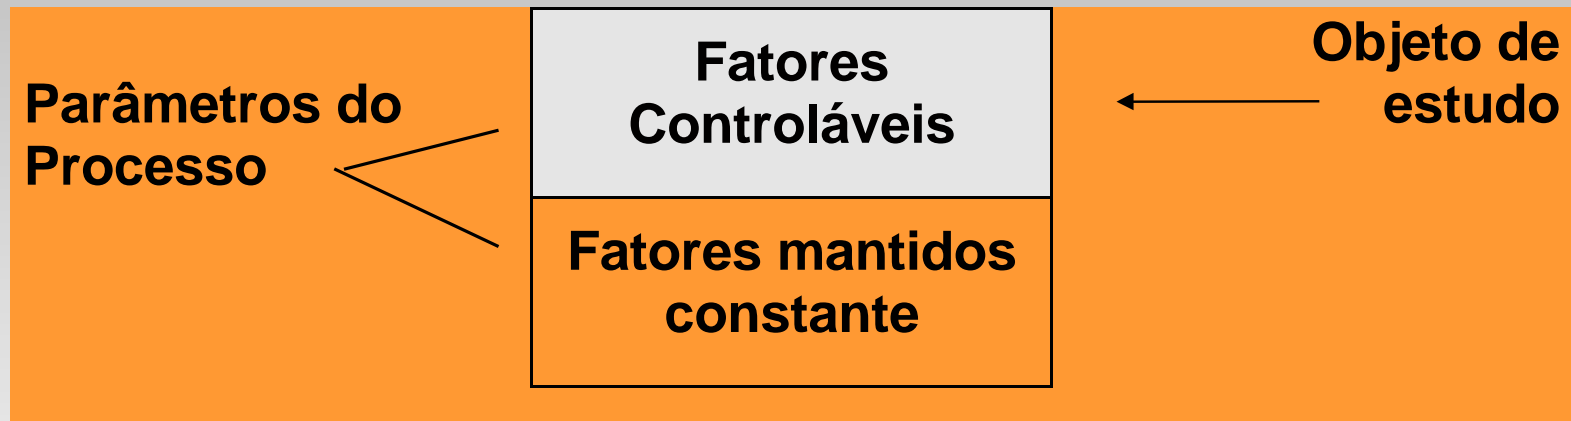 Parâmetros do
Processo
Fatores
Controláveis
Fatores mantidos
constante
Objeto de
estudo